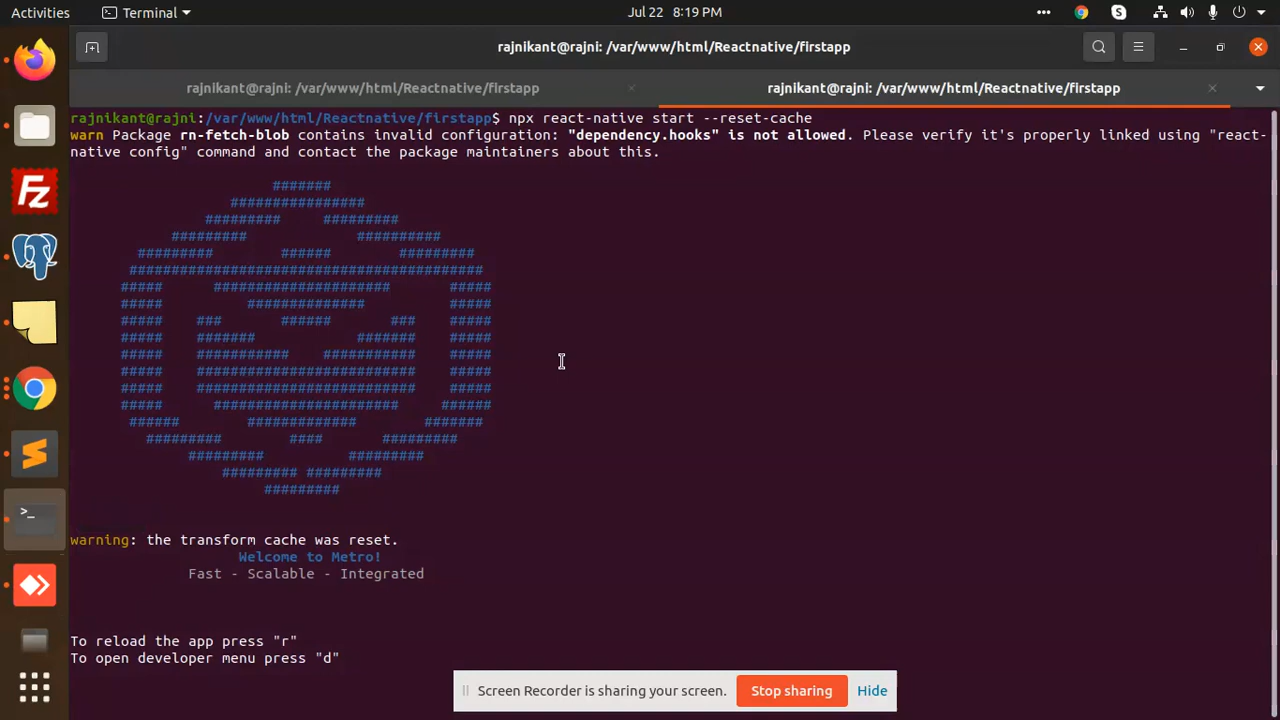 Activities
Terminal
Jul 22 8:19 PM
rajnikant@rajni: /var/www/html/Reactnative/firstapp
rajnikant@rajni: /var/www/html/Reactnative/firstapp
rajnikant@rajni: /var/www/html/Reactnative/firstapp
rajnikant@rajni:/var/www/html/Reactnative/firstapp$ npx react-native start --reset-cache
warn Package rn-fetch-blob contains invalid configuration: "dependency.hooks" is not allowed. Please verify it's properly linked using "react-
native config" command and contact the package maintainers about this.
#######
################
#########     #########
#########             ##########
#########        ######        #########
##########################################
#####      #####################       #####
#####          ##############          #####
#####    ###       ######       ###    #####
#####    #######            #######    #####
#####    ###########    ###########    #####
#####    ##########################    #####
#####    ##########################    #####
#####      ######################     ######
######        #############        #######
#########        ####       #########
#########          #########
######### #########
#########
warning: the transform cache was reset.
Welcome to Metro!
Fast - Scalable - Integrated
To reload the app press "r"
To open developer menu press "d"
Screen Recorder is sharing your screen.
Stop sharing
Hide